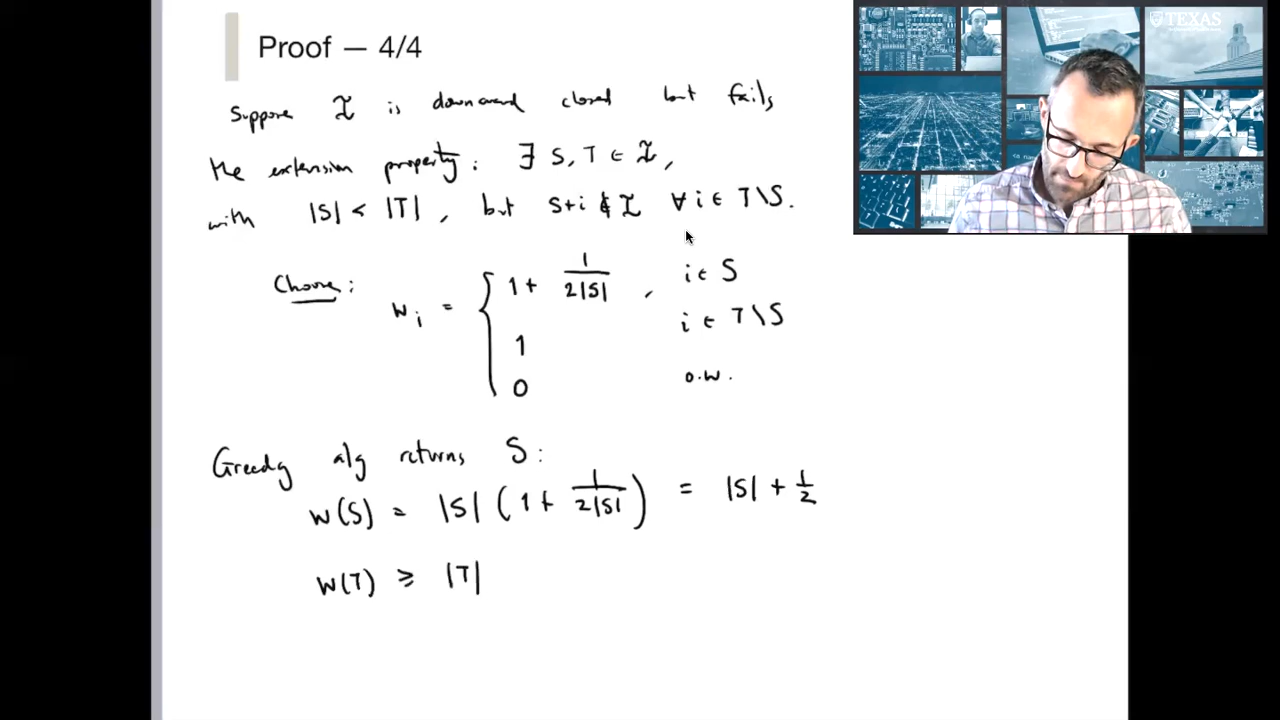 TEXAS
Proof — 4/4
Suppose ℐ is downward closed but fails
the extension property: ∃ S, T ∈ ℐ,
with |S| < |T|, but S+i ∉ ℐ ∀ i ∈ T\S.
Choose: w_i = { 1 + 1/(2|S|) , i ∈ S
1 i ∈ T\S
0 o.w.
Greedy alg returns S:
w(S) = |S| (1 + 1/(2|S|)) = |S| + 1/2
w(T) ≥ |T|